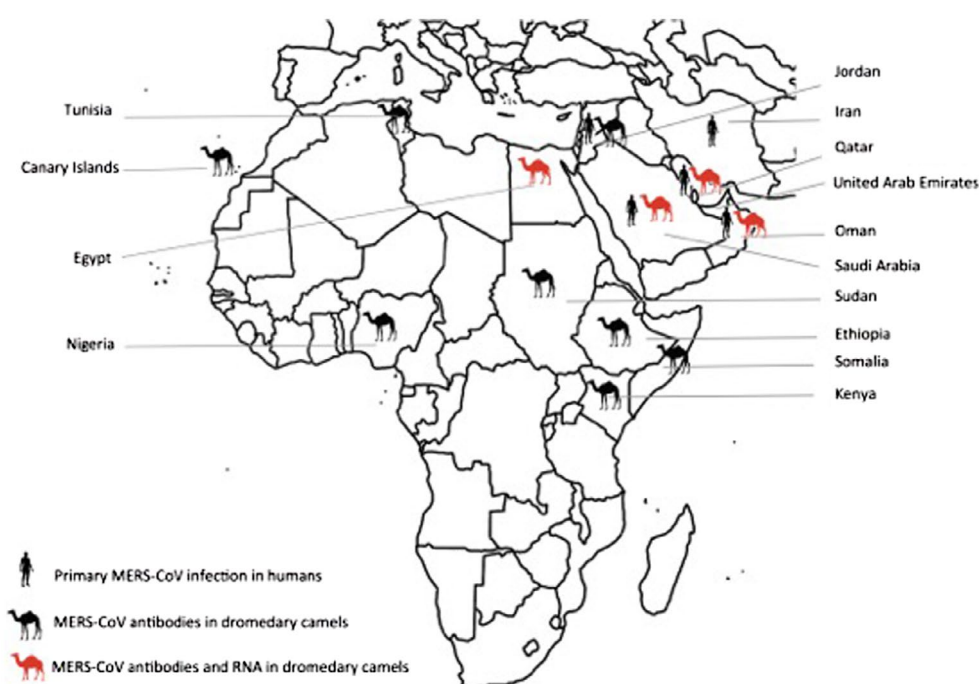 Tunisia
Canary Islands
Egypt
Nigeria
Jordan
Iran
Qatar
United Arab Emirates
Oman
Saudi Arabia
Sudan
Ethiopia
Somalia
Kenya
Primary MERS-CoV infection in humans
MERS-CoV antibodies in dromedary camels
MERS-CoV antibodies and RNA in dromedary camels